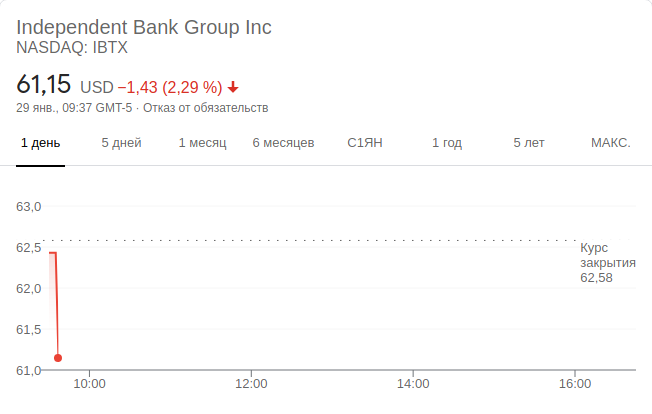 Independent Bank Group Inc
NASDAQ: IBTX
61,15 USD −1,43 (2,29 %)
29 янв., 09:37 GMT-5 · Отказ от обязательств
1 день 5 дней 1 месяц 6 месяцев С1ЯН 1 год 5 лет МАКС.
63,0
62,5
Курс
закрытия
62,58
62,0
61,5
61,0
10:00 12:00 14:00 16:00